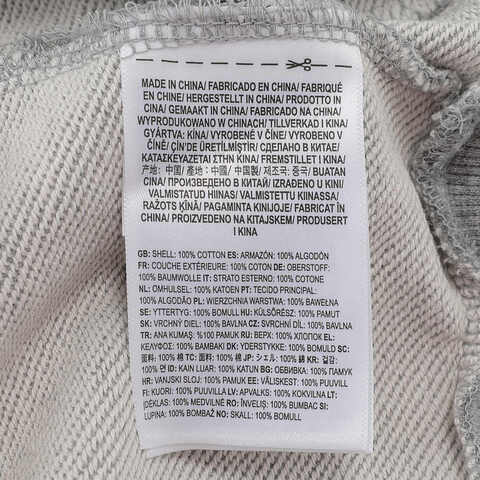 MADE IN CHINA/ FABRICADO EN CHINA/ FABRIQUÉ
EN CHINE/ HERGESTELLT IN CHINA/ PRODOTTO IN
CINA/ GEMAAKT IN CHINA/ FABRICADO NA CHINA/
WYPRODUKOWANO W CHINACH/ TILLVERKAD I KINA/
GYÁRTVA: KÍNA/ VYROBENÉ V ČÍNE/ VYROBENO V
ČÍNĚ/ ÇİN'DE ÜRETİLMİŞTİR/ СДЕЛАНО В КИТАЕ/
ΚΑΤΑΣΚΕΥΑΖΕΤΑΙ ΣΤΗΝ ΚΙΝΑ/ FREMSTILLET I KINA/
产地: 中国/ 產地: 中國/ 中国製/ 제조국: 중국/ BUATAN
CINA/ ПРОИЗВЕДЕНО В КИТАЙ/ IZRAĐENO U KINI/
VALMISTATUD HIINAS/ VALMISTETTU KIINASSA/
RAŽOTS ĶĪNĀ/ PAGAMINTA KINIJOJE/ FABRICAT ÎN
CHINA/ PROIZVEDENO NA KITAJSKEM/ PRODUSERT
I KINA
GB: SHELL: 100% COTTON ES: ARMAZÓN: 100% ALGODÓN
FR: COUCHE EXTÉRIEURE: 100% COTON DE: OBERSTOFF:
100% BAUMWOLLE IT: STRATO ESTERNO: 100% COTONE
NL: OMHULSEL: 100% KATOEN PT: TECIDO PRINCIPAL:
100% ALGODÃO PL: WIERZCHNIA WARSTWA: 100% BAWEŁNA
SE: YTTERTYG: 100% BOMULL HU: KÜLSŐRÉSZ: 100% PAMUT
SK: VRCHNÝ DIEL: 100% BAVLNA CZ: SVRCHNÍ DÍL: 100% BAVLNA
TR: ANA KUMAŞ: %100 PAMUK RU: ВЕРХ: 100% ХЛОПОК EL:
ΚΕΛΥΦΟΣ: 100% ΒΑΜΒΑΚΙ DK: YDERSTYKKE: 100% BOMULD SC:
面料: 100% 棉 TC: 面料: 100% 棉 JP: シェル: 100% 綿 KR: 겉감:
100% 면 ID: KAIN LUAR: 100% KATUN BG: ОБВИВКА: 100% ПАМУК
HR: VANJSKI SLOJ: 100% PAMUK EE: VÄLISKEST: 100% PUUVILL
FI: KUORI: 100% PUUVILLA LV: APVALKS: 100% KOKVILNA LT:
ĮDĖKLAS: 100% MEDVILNĖ RO: ÎNVELIŞ: 100% BUMBAC SI:
LUPINA: 100% BOMBAŽ NO: SKALL: 100% BOMULL